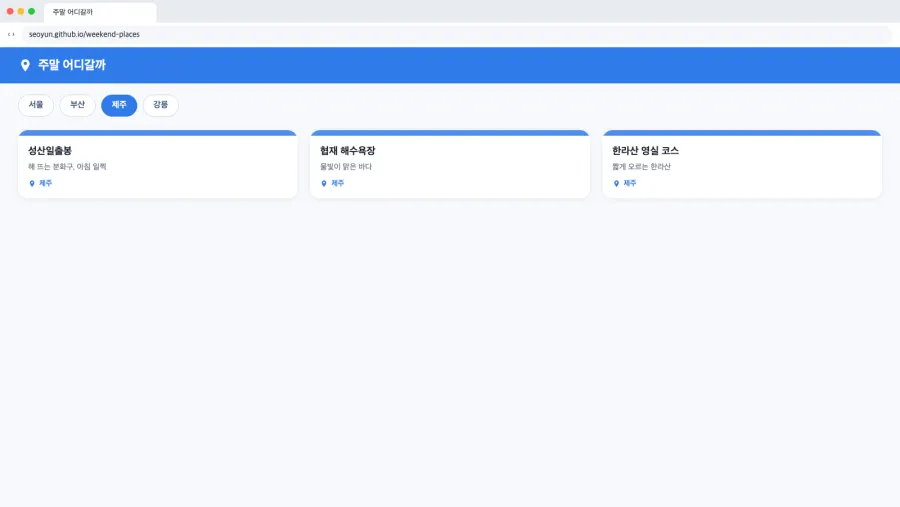 주말 어디갈까
seoyun.github.io/weekend-places
주말 어디갈까
서울 부산 제주 강릉
성산일출봉
해 뜨는 분화구, 아침 일찍
제주
협재 해수욕장
물빛이 맑은 바다
제주
한라산 영실 코스
짧게 오르는 한라산
제주